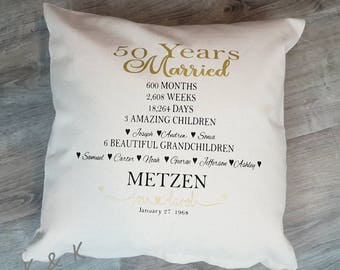 50 Years
Married
600 MONTHS
2,608 WEEKS
18,264 DAYS
3 AMAZING CHILDREN
Joseph Andrew Sonia
6 BEAUTIFUL GRANDCHILDREN
Samuel Carter Noah George Jefferson Ashley
METZEN
January 27 1968
K & K